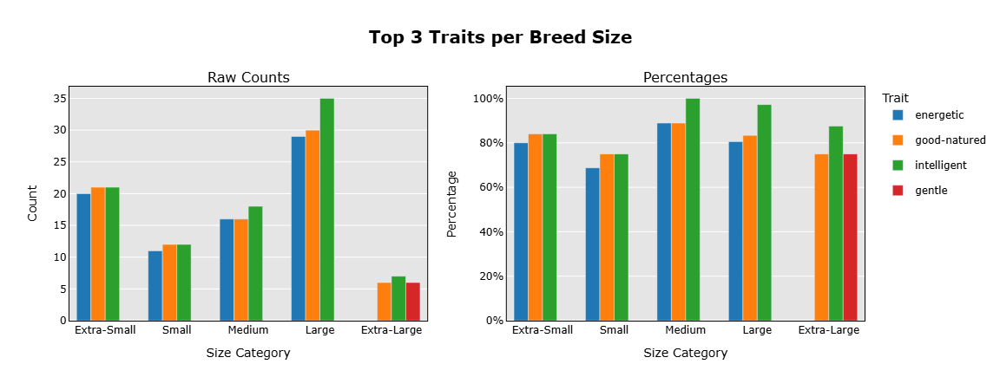 Top 3 Traits per Breed Size
Raw Counts
35
30
25
20
15
10
5
0
Count
Extra-Small Small Medium Large Extra-Large
Size Category
Percentages
100%
80%
60%
40%
20%
0%
Percentage
Extra-Small Small Medium Large Extra-Large
Size Category
Trait
energetic
good-natured
intelligent
gentle